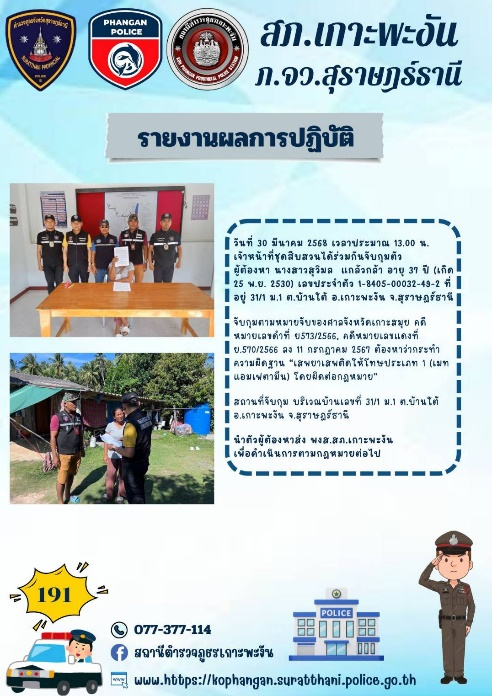 PHANGAN
POLICE
สภ.เกาะพะงัน
ภ.จว.สุราษฎร์ธานี
รายงานผลการปฏิบัติ
วันที่ 30 มีนาคม 2568 เวลาประมาณ 13.00 น.
เจ้าหน้าที่ชุดสืบสวนได้ร่วมกันจับกุมตัว
ผู้ต้องหา นางสาวสุวิมล แกล้วกล้า อายุ 37 ปี (เกิด
25 พ.ย. 2530) เลขประจำตัว 1-8405-00032-49-2 ที่
อยู่ 31/1 ม.1 ต.บ้านใต้ อ.เกาะพะงัน จ.สุราษฎร์ธานี
จับกุมตามหมายจับของศาลจังหวัดเกาะสมุย คดี
หมายเลขดำที่ ย573/2566, คดีหมายเลขแดงที่
ย.570/2566 ลง 11 กรกฎาคม 2567 ต้องหาว่ากระทำ
ความผิดฐาน "เสพยาเสพติดให้โทษประเภท 1 (เมท
แอมเฟตามีน) โดยผิดต่อกฎหมาย"
สถานที่จับกุม บริเวณบ้านเลขที่ 31/1 ม.1 ต.บ้านใต้
อ.เกาะพะงัน จ.สุราษฎร์ธานี
นำตัวผู้ต้องหาส่ง พงส.สภ.เกาะพะงัน
เพื่อดำเนินการตามกฎหมายต่อไป
191
POLICE
077-377-114
สถานีตำรวจภูธรเกาะพะงัน
www.https://kophangan.suratthani.police.go.th